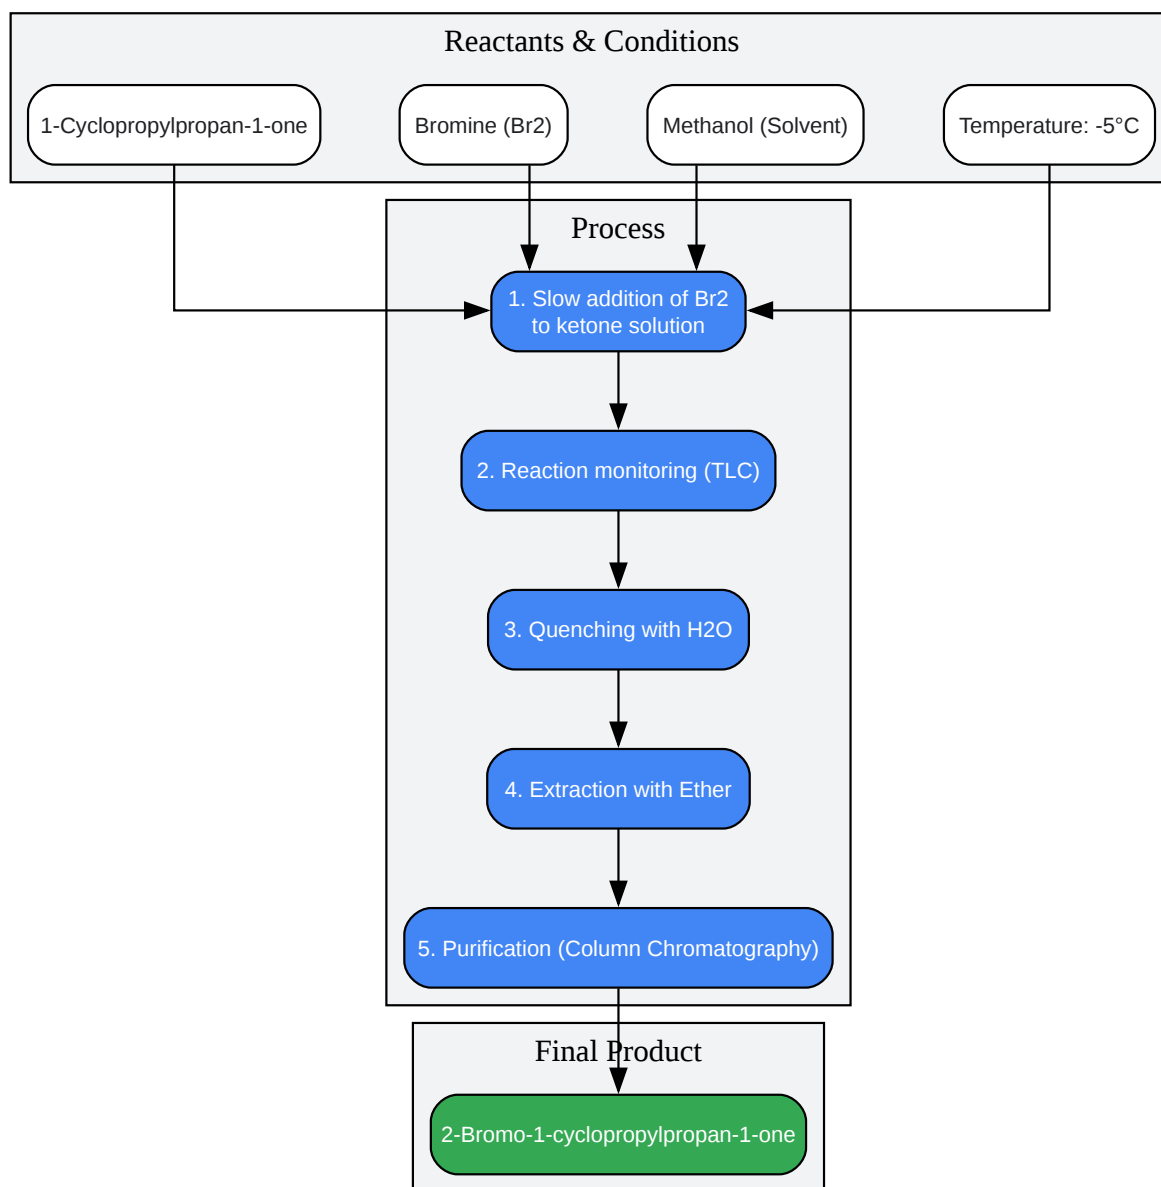 Reactants & Conditions
1-Cyclopropylpropan-1-one
Bromine (Br2)
Methanol (Solvent)
Temperature: -5°C
Process
1. Slow addition of Br2
to ketone solution
2. Reaction monitoring (TLC)
3. Quenching with H2O
4. Extraction with Ether
5. Purification (Column Chromatography)
Final Product
2-Bromo-1-cyclopropylpropan-1-one